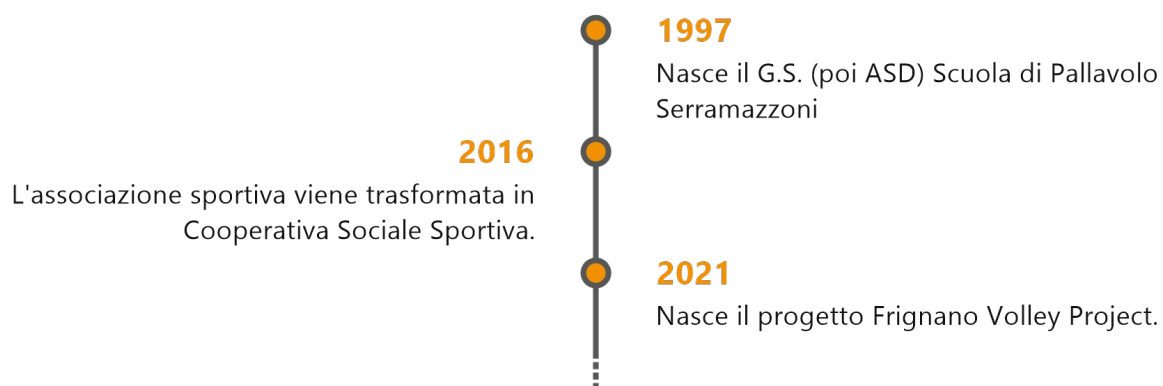 1997
Nasce il G.S. (poi ASD) Scuola di Pallavolo
Serramazzoni
2016
L'associazione sportiva viene trasformata in
Cooperativa Sociale Sportiva.
2021
Nasce il progetto Frignano Volley Project.